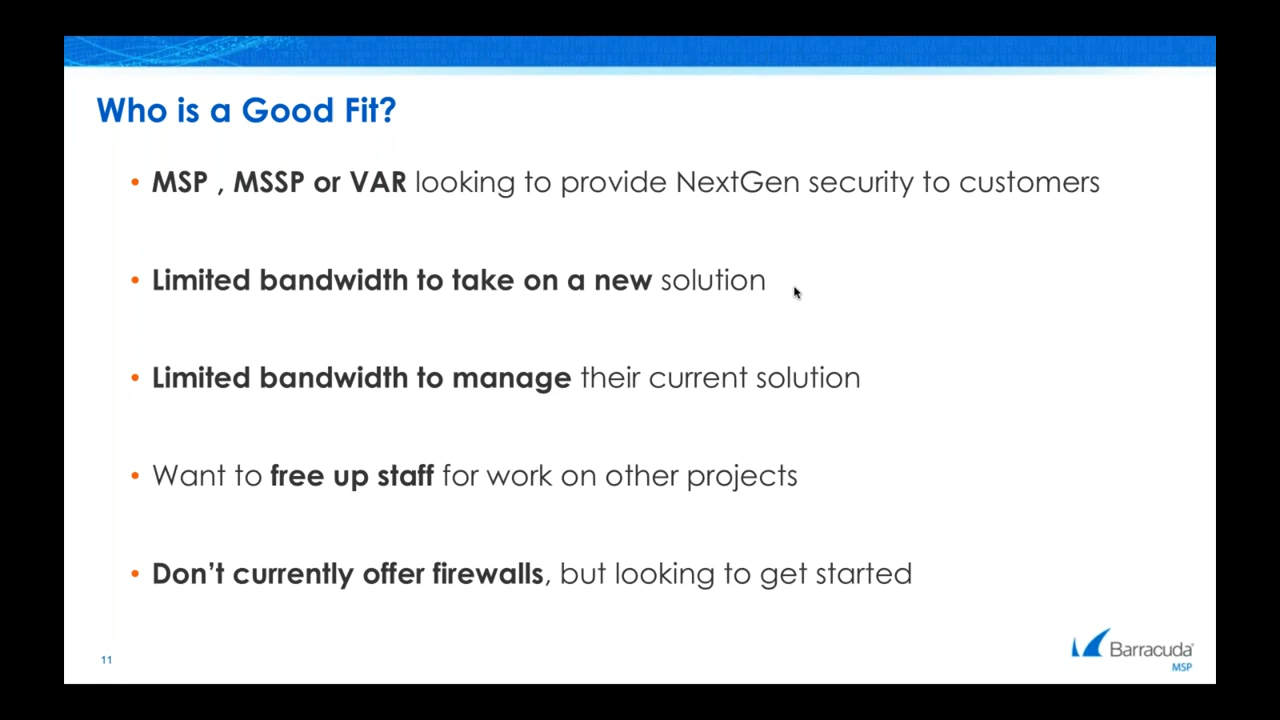 Who is a Good Fit?
• MSP , MSSP or VAR looking to provide NextGen security to customers
• Limited bandwidth to take on a new solution
• Limited bandwidth to manage their current solution
• Want to free up staff for work on other projects
• Don’t currently offer firewalls, but looking to get started
11
Barracuda
MSP